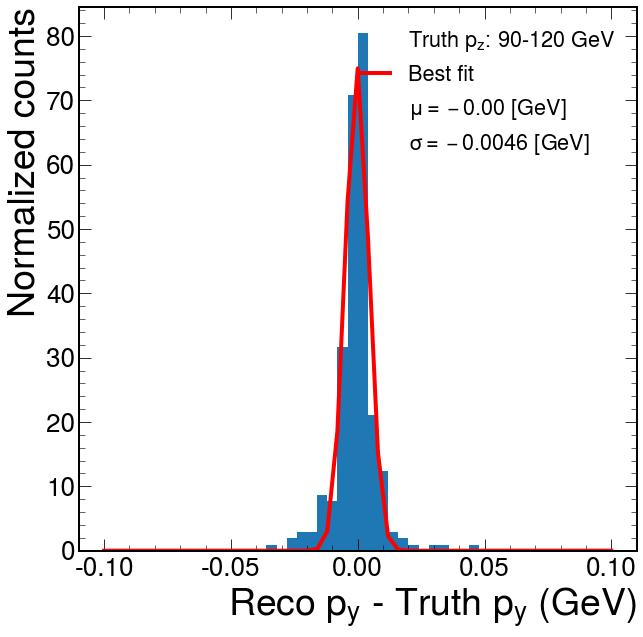 Normalized counts
80
70
60
50
40
30
20
10
0
Truth p_z: 90-120 GeV
Best fit
μ = −0.00 [GeV]
σ = −0.0046 [GeV]
-0.10 -0.05 0.00 0.05 0.10
Reco p_y - Truth p_y (GeV)